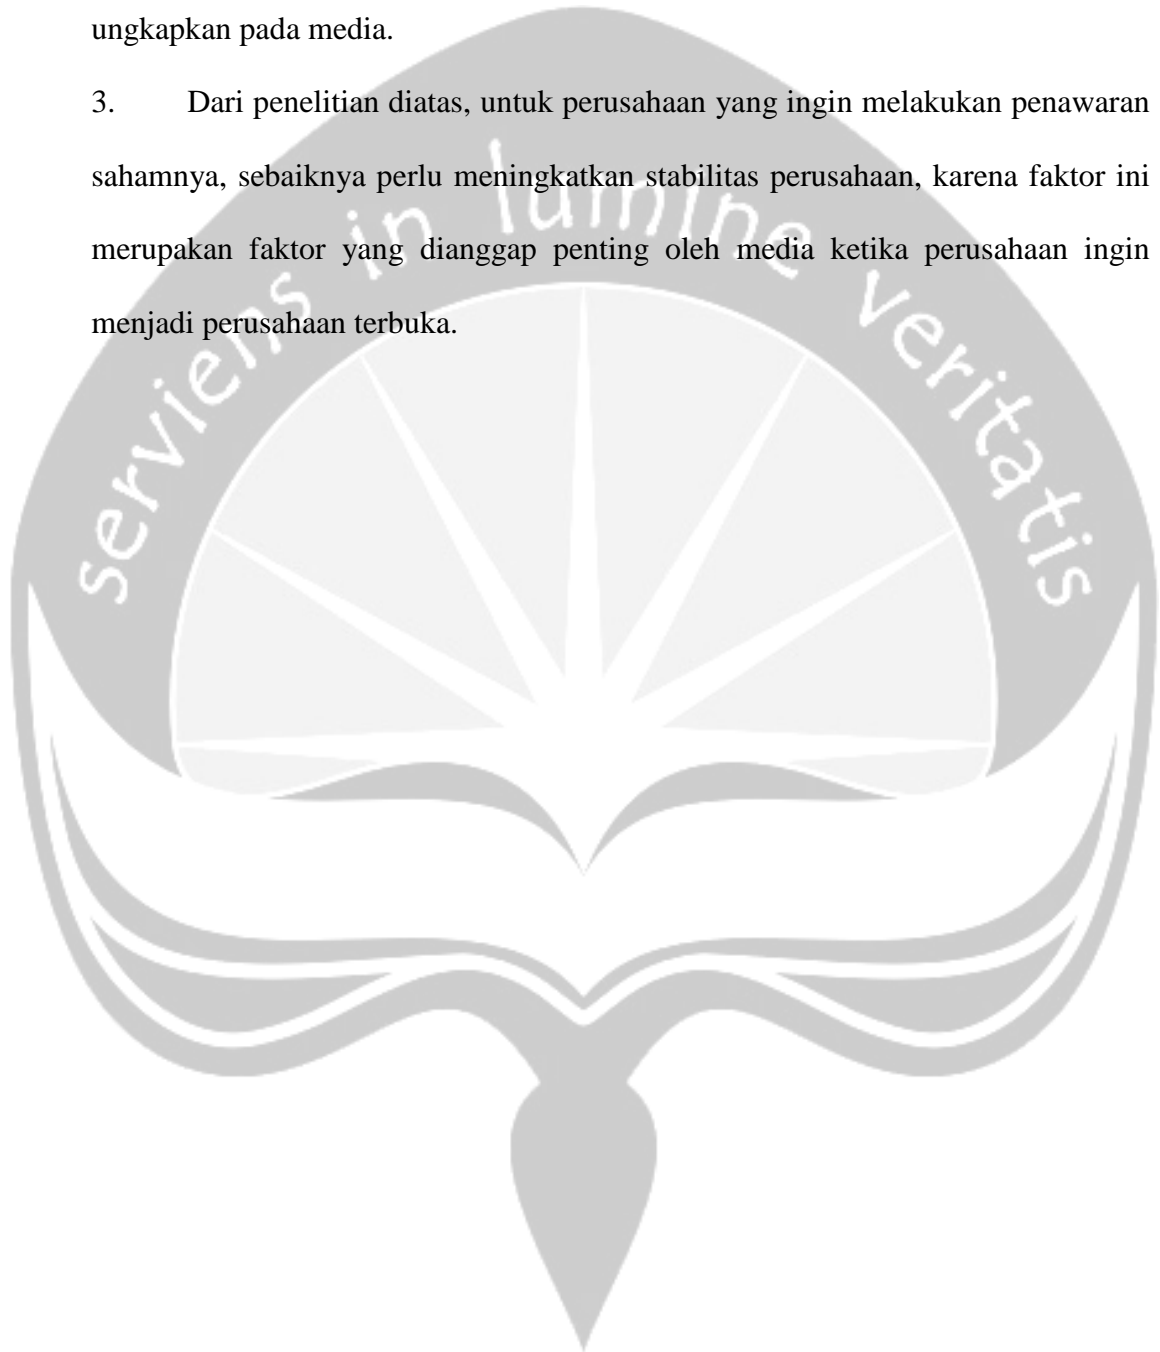 ungkapkan pada media.
3. Dari penelitian diatas, untuk perusahaan yang ingin melakukan penawaran
sahamnya, sebaiknya perlu meningkatkan stabilitas perusahaan, karena faktor ini
merupakan faktor yang dianggap penting oleh media ketika perusahaan ingin
menjadi perusahaan terbuka.
serviens in lumine veritatis